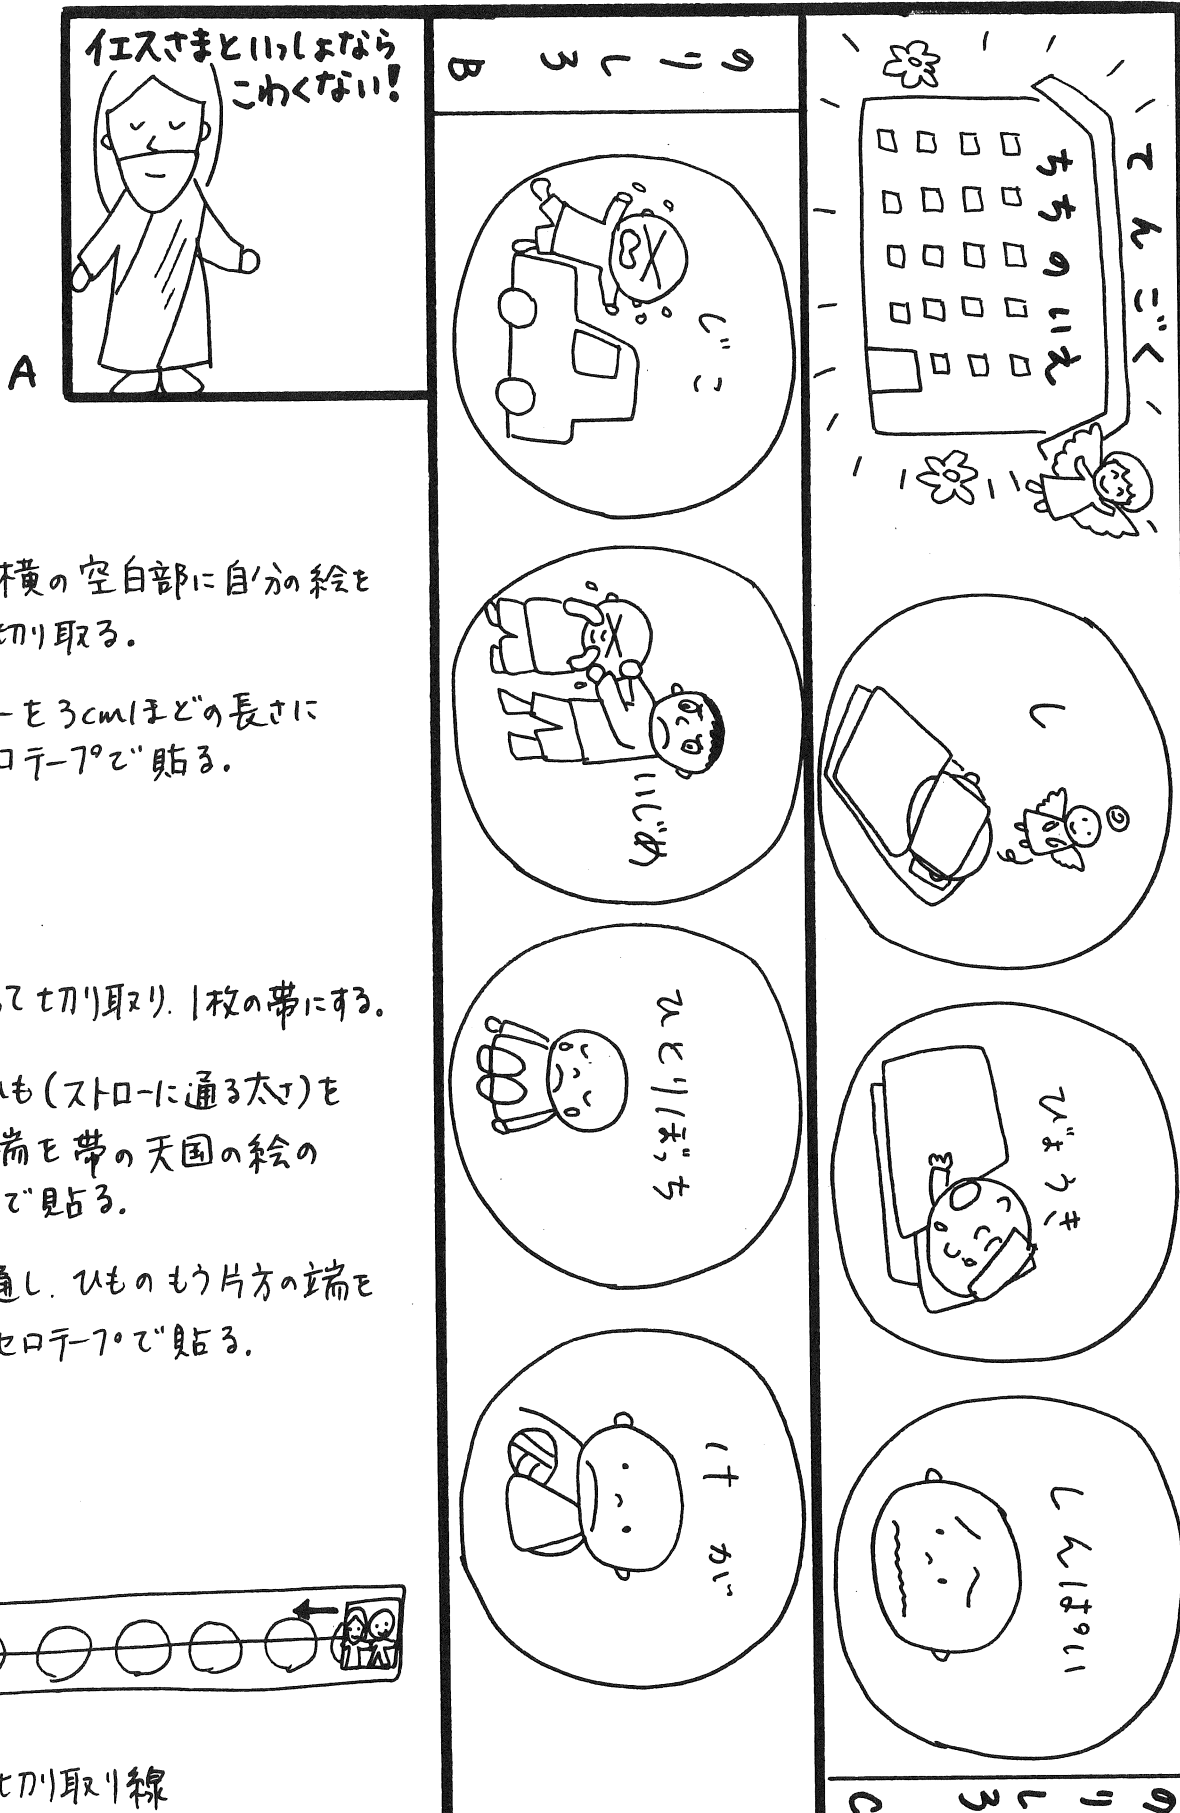 イエスさまといっしょなら
こわくない!
A
横の空白部に自分の絵を
切り取る。
ーを3cmほどの長さに
ロテープで貼る。
て切り取り、1枚の帯にする。
ひも(ストローに通る太さ)を
端を帯の天国の絵の
で貼る。
通し、ひものもう片方の端を
セロテープで貼る。
切り取り線
のりしろ
B
じこ
いじめ
ひとりぼっち
けが
てんごく
ちちのいえ
し
びょうき
しんぱい
のりしろ
C